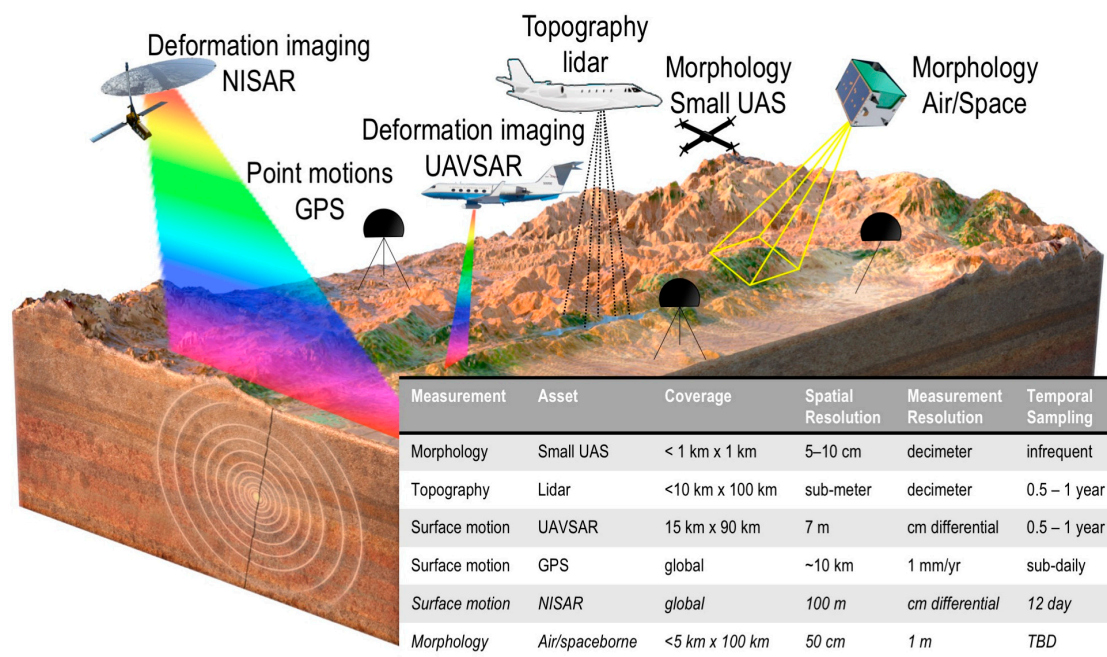 Deformation imaging
NISAR
Topography
lidar
Morphology
Small UAS
Morphology
Air/Space
Deformation imaging
UAVSAR
Point motions
GPS
Measurement Asset Coverage Spatial Resolution Measurement Resolution Temporal Sampling
Morphology Small UAS < 1 km x 1 km 5–10 cm decimeter infrequent
Topography Lidar <10 km x 100 km sub-meter decimeter 0.5 – 1 year
Surface motion UAVSAR 15 km x 90 km 7 m cm differential 0.5 – 1 year
Surface motion GPS global ~10 km 1 mm/yr sub-daily
Surface motion NISAR global 100 m cm differential 12 day
Morphology Air/spaceborne <5 km x 100 km 50 cm 1 m TBD